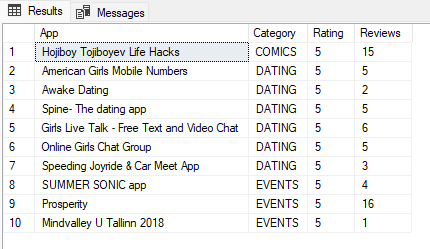 Results Messages
App Category Rating Reviews
1 Hojiboy Tojiboyev Life Hacks COMICS 5 15
2 American Girls Mobile Numbers DATING 5 5
3 Awake Dating DATING 5 2
4 Spine- The dating app DATING 5 5
5 Girls Live Talk - Free Text and Video Chat DATING 5 6
6 Online Girls Chat Group DATING 5 5
7 Speeding Joyride & Car Meet App DATING 5 3
8 SUMMER SONIC app EVENTS 5 4
9 Prosperity EVENTS 5 16
10 Mindvalley U Tallinn 2018 EVENTS 5 1